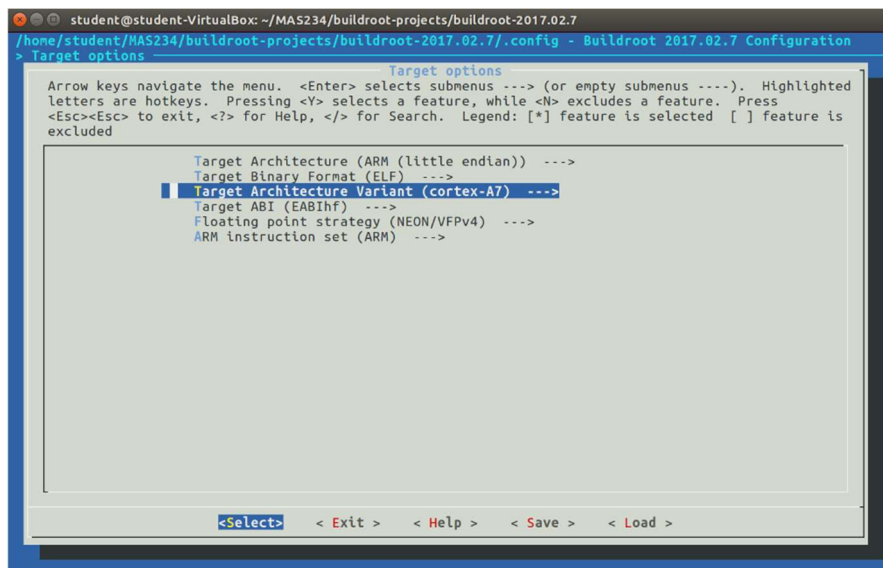 student@student-VirtualBox: ~/MAS234/buildroot-projects/buildroot-2017.02.7
/home/student/MAS234/buildroot-projects/buildroot-2017.02.7/.config - Buildroot 2017.02.7 Configuration
> Target options
Target options
Arrow keys navigate the menu. <Enter> selects submenus ---> (or empty submenus ----). Highlighted
letters are hotkeys. Pressing <Y> selects a feature, while <N> excludes a feature. Press
<Esc><Esc> to exit, <?> for Help, </> for Search. Legend: [*] feature is selected [ ] feature is
excluded
Target Architecture (ARM (little endian)) --->
Target Binary Format (ELF) --->
Target Architecture Variant (cortex-A7) --->
Target ABI (EABIhf) --->
Floating point strategy (NEON/VFPv4) --->
ARM instruction set (ARM) --->
<Select> < Exit > < Help > < Save > < Load >